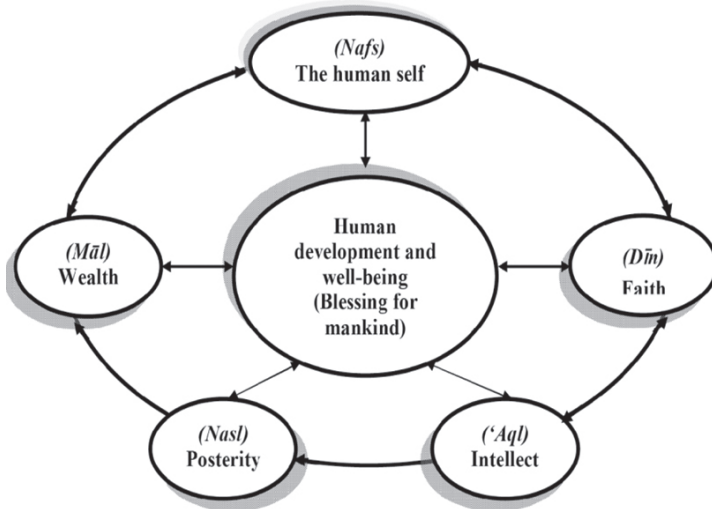 (Nafs)
The human self
Human
development and
well-being
(Blessing for
mankind)
(Māl)
Wealth
(Dīn)
Faith
(Nasl)
Posterity
(‘Aql)
Intellect